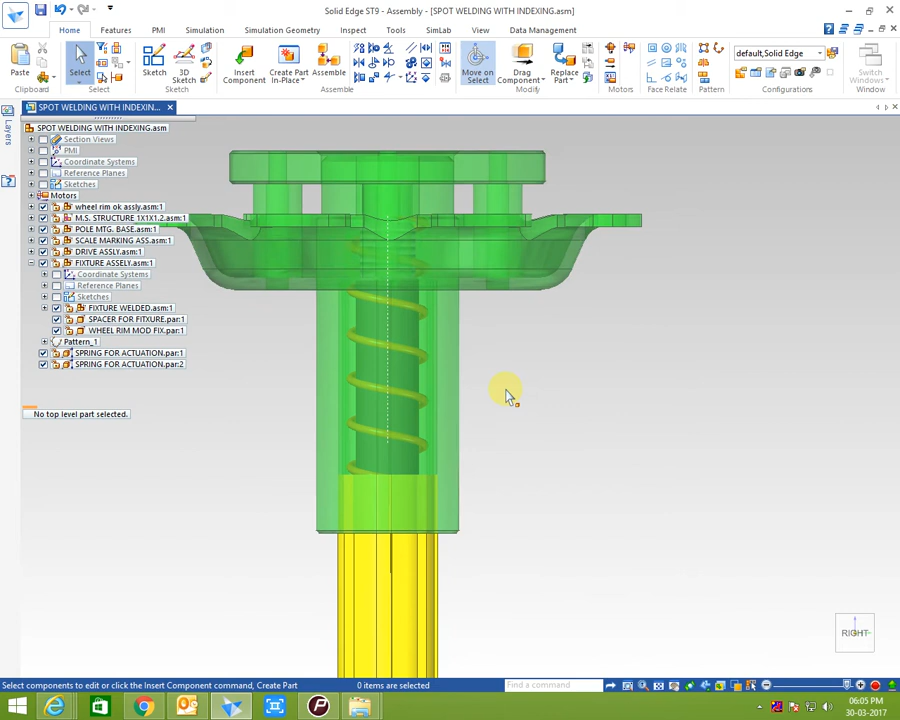 Solid Edge ST9 - Assembly - [SPOT WELDING WITH INDEXING.asm]
Home Features PMI Simulation Simulation Geometry Inspect Tools SimLab View Data Management
Paste
Clipboard
Select
Select
Sketch
3D Sketch
Sketch
Insert Component
Create Part In-Place
Assembly
Assemble
Move on Select
Drag Component
Replace Part
Modify
Motors
Face Relate
Pattern
default,Solid Edge
Configurations
Switch Windows
Window
SPOT WELDING WITH INDEXIN...
Layers
SPOT WELDING WITH INDEXING.asm
Section Views
PMI
Coordinate Systems
Reference Planes
Sketches
Motors
wheel rim ok assly.asm:1
M.S. STRUCTURE 1X1X1.2.asm:1
POLE MTG. BASE.asm:1
SCALE MARKING ASS.asm:1
DRIVE ASSLY.asm:1
FIXTURE ASSELY.asm:1
Coordinate Systems
Reference Planes
Sketches
FIXTURE WELDED.asm:1
SPACER FOR FITXURE.par:1
WHEEL RIM MOD FIX.par:1
Pattern_1
SPRING FOR ACTUATION.par:1
SPRING FOR ACTUATION.par:2
No top level part selected.
RIGHT
Select components to edit or click the Insert Component command, Create Part 0 items are selected Find a command
06:05 PM
30-03-2017